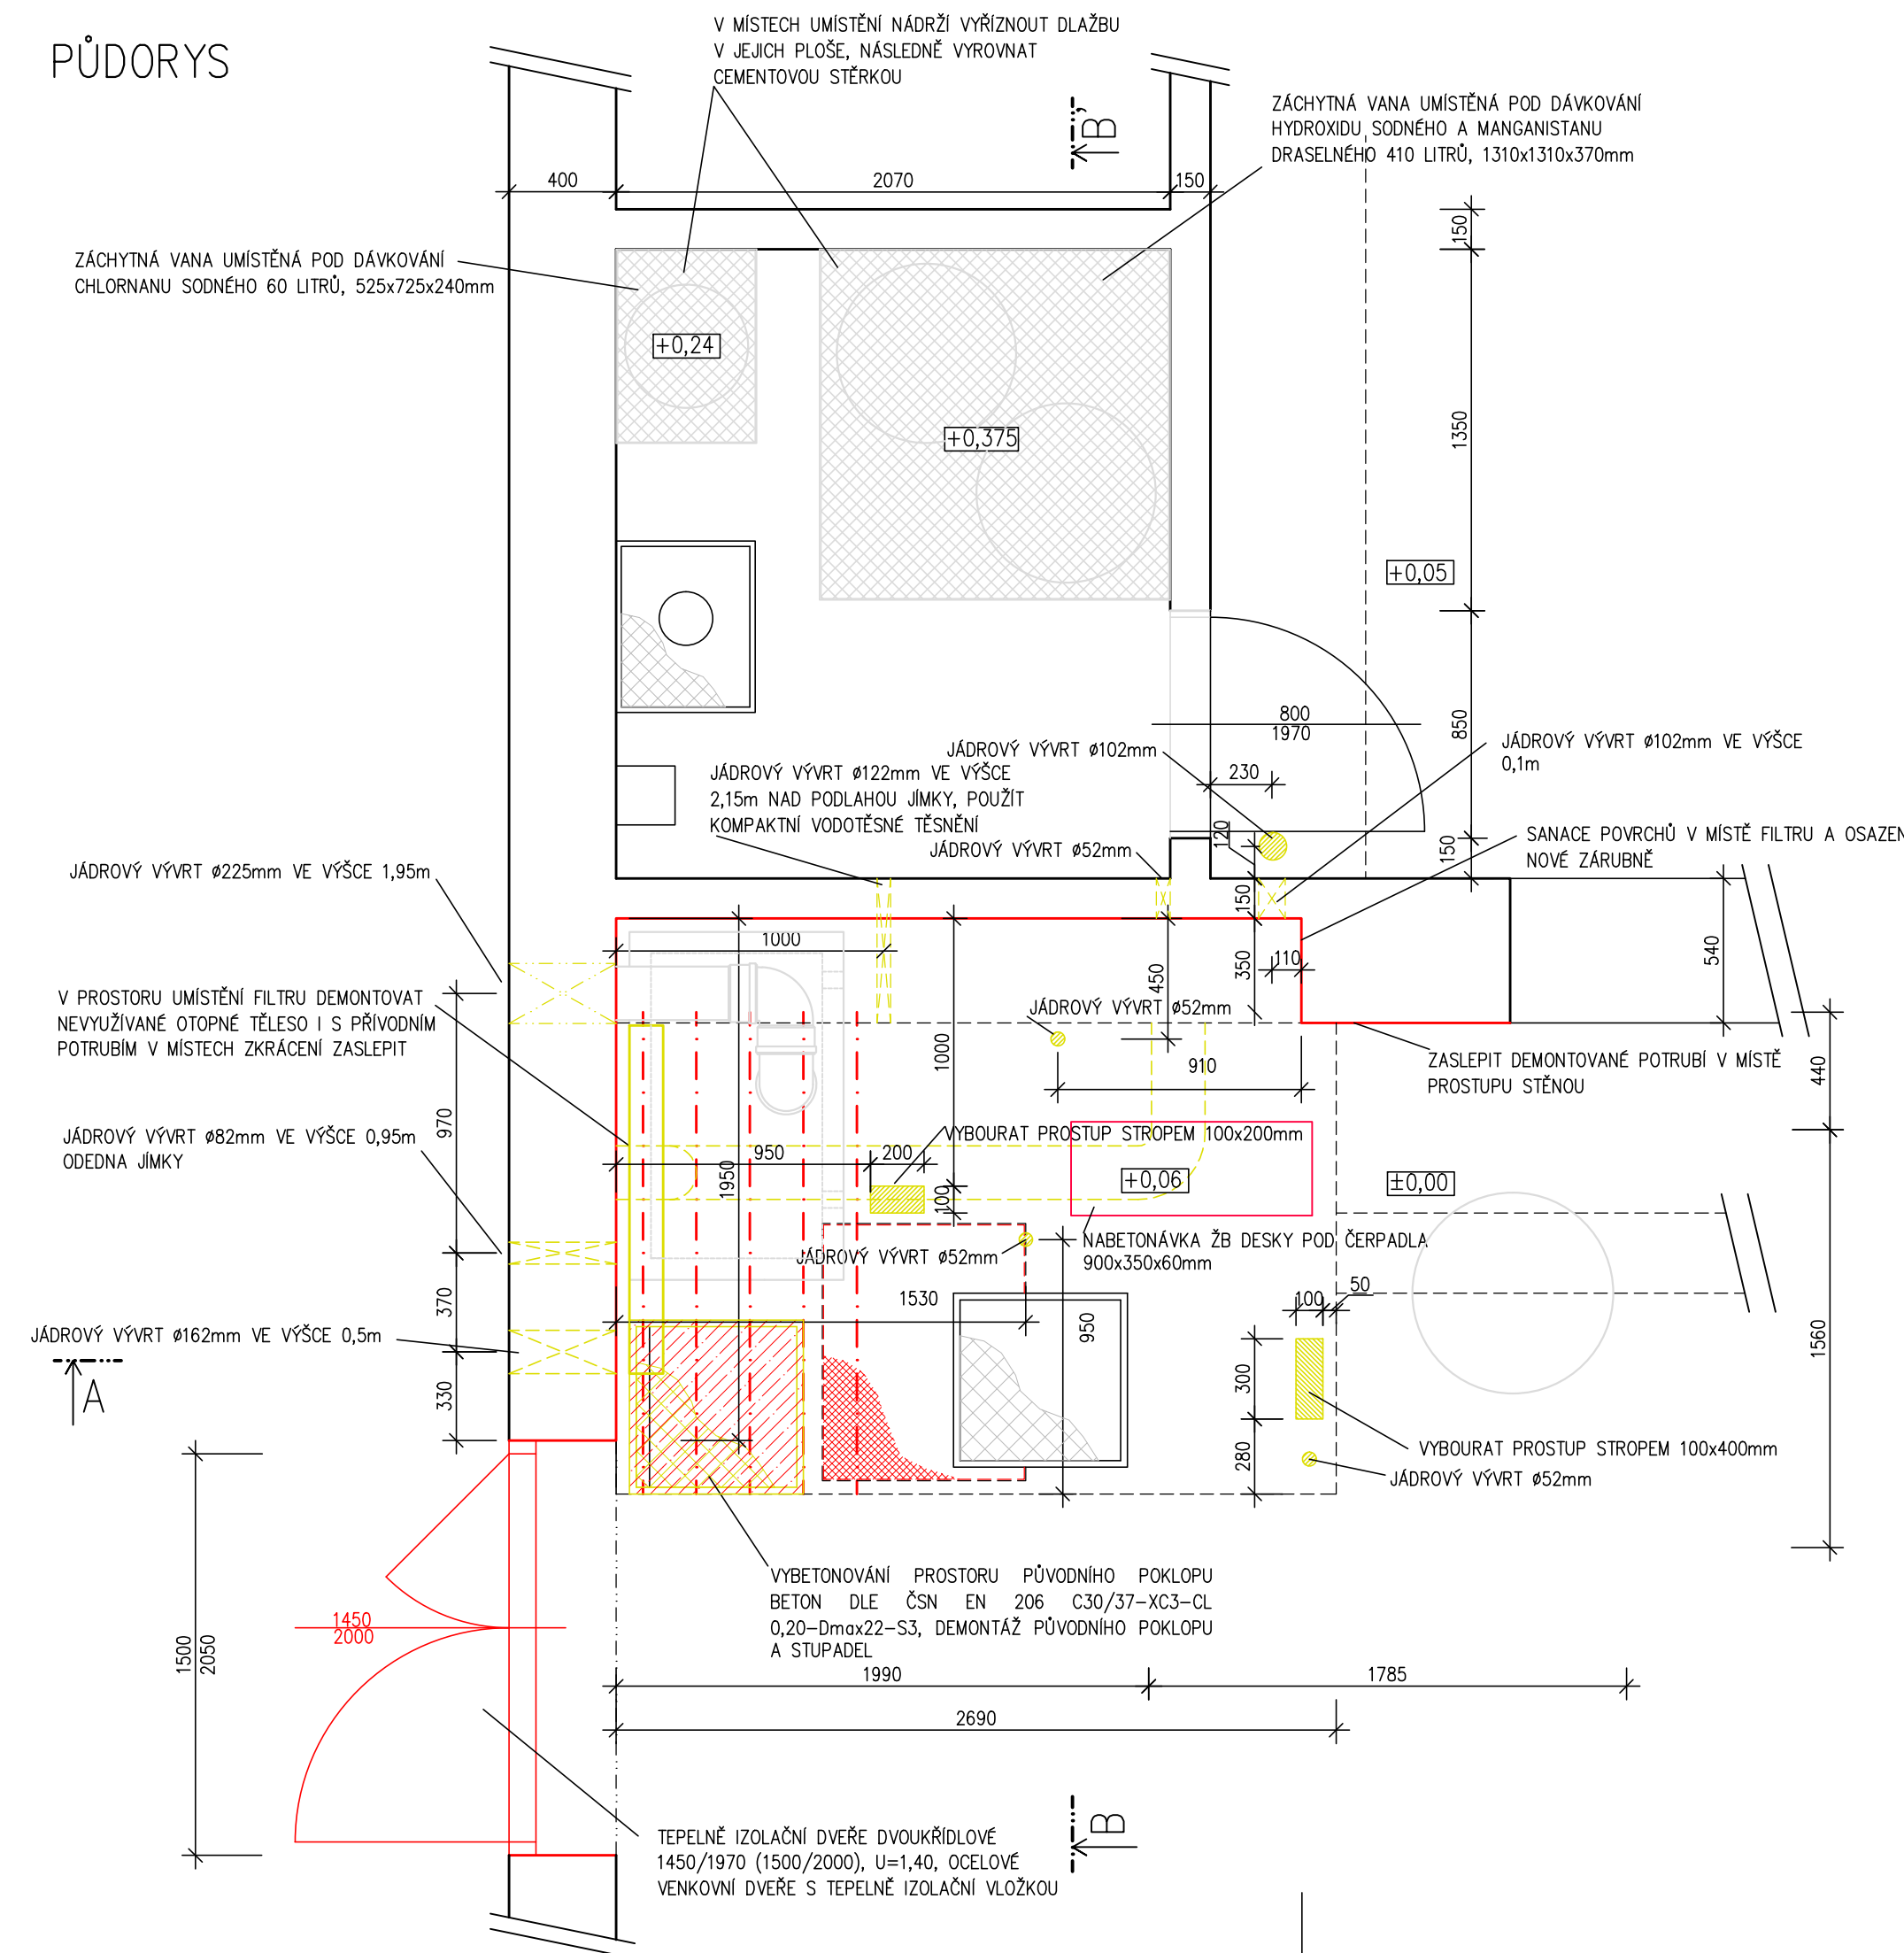 PŮDORYS
V MÍSTECH UMÍSTĚNÍ NÁDRŽÍ VYŘÍZNOUT DLAŽBU
V JEJICH PLOŠE, NÁSLEDNĚ VYROVNAT
CEMENTOVOU STĚRKOU
B'
ZÁCHYTNÁ VANA UMÍSTĚNÁ POD DÁVKOVÁNÍ
HYDROXIDU SODNÉHO A MANGANISTANU
DRASELNÉHO 410 LITRŮ, 1310x1310x370mm
400
2070
150
150
ZÁCHYTNÁ VANA UMÍSTĚNÁ POD DÁVKOVÁNÍ
CHLORNANU SODNÉHO 60 LITRŮ, 525x725x240mm
+0,24
+0,375
1350
+0,05
800
1970
850
JÁDROVÝ VÝVRT ø102mm
JÁDROVÝ VÝVRT ø102mm VE VÝŠCE
0,1m
230
JÁDROVÝ VÝVRT ø122mm VE VÝŠCE
2,15m NAD PODLAHOU JÍMKY, POUŽÍT
KOMPAKTNÍ VODOTĚSNÉ TĚSNĚNÍ
JÁDROVÝ VÝVRT ø52mm
120
150
SANACE POVRCHŮ V MÍSTĚ FILTRU A OSAZEN
NOVÉ ZÁRUBNĚ
JÁDROVÝ VÝVRT ø225mm VE VÝŠCE 1,95m
150
1000
450
350
110
540
V PROSTORU UMÍSTĚNÍ FILTRU DEMONTOVAT
NEVYUŽÍVANÉ OTOPNÉ TĚLESO I S PŘÍVODNÍM
POTRUBÍM V MÍSTECH ZKRÁCENÍ ZASLEPIT
JÁDROVÝ VÝVRT ø52mm
1000
910
ZASLEPIT DEMONTOVANÉ POTRUBÍ V MÍSTĚ
PROSTUPU STĚNOU
440
970
JÁDROVÝ VÝVRT ø82mm VE VÝŠCE 0,95m
ODEDNA JÍMKY
VYBOURAT PROSTUP STROPEM 100x200mm
950
200
1950
100
+0,06
±0,00
JÁDROVÝ VÝVRT ø52mm
NABETONÁVKA ŽB DESKY POD ČERPADLA
900x350x60mm
370
1530
950
100
50
1560
JÁDROVÝ VÝVRT ø162mm VE VÝŠCE 0,5m
A
330
300
280
VYBOURAT PROSTUP STROPEM 100x400mm
JÁDROVÝ VÝVRT ø52mm
VYBETONOVÁNÍ PROSTORU PŮVODNÍHO POKLOPU
BETON DLE ČSN EN 206 C30/37-XC3-CL
0,20-Dmax22-S3, DEMONTÁŽ PŮVODNÍHO POKLOPU
A STUPADEL
1450
2000
1500
2050
1990
1785
2690
B
TEPELNĚ IZOLAČNÍ DVEŘE DVOUKŘÍDLOVÉ
1450/1970 (1500/2000), U=1,40, OCELOVÉ
VENKOVNÍ DVEŘE S TEPELNĚ IZOLAČNÍ VLOŽKOU